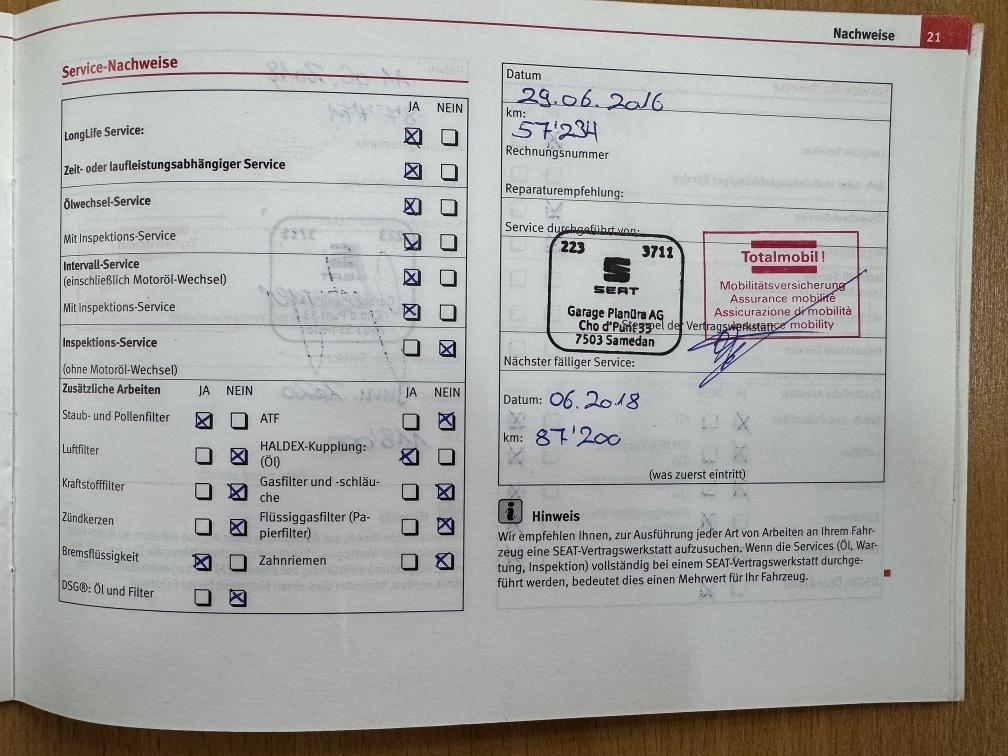 Nachweise 21
Service-Nachweise
JA NEIN
LongLife Service: ☒ ☐
Zeit- oder laufleistungsabhängiger Service ☒ ☐
Ölwechsel-Service ☒ ☐
Mit Inspektions-Service ☒ ☐
Intervall-Service ☒ ☐
(einschließlich Motoröl-Wechsel)
Mit Inspektions-Service ☒ ☐
Inspektions-Service ☐ ☒
(ohne Motoröl-Wechsel)
Zusätzliche Arbeiten JA NEIN JA NEIN
Staub- und Pollenfilter ☒ ☐ ATF ☐ ☒
Luftfilter ☐ ☒ HALDEX-Kupplung: ☒ ☐
(Öl)
Kraftstofffilter ☐ ☒ Gasfilter und -schläu- ☐ ☒
che
Zündkerzen ☐ ☒ Flüssiggasfilter (Pa- ☐ ☒
pierfilter)
Bremsflüssigkeit ☒ ☐ Zahnriemen ☐ ☒
DSG®: Öl und Filter ☐ ☒
Datum
29.06.2016
km:
57'234
Rechnungsnummer
Reparaturempfehlung:
Service durchgeführt von:
223 3711
SEAT
Garage Planüra AG
Cho d'Punt 33
7503 Samedan
Totalmobil!
Mobilitätsversicherung
Assurance mobilité
Assicurazione di mobilità
Insurance mobility
Stempel der Vertragswerkstatt
Nächster fälliger Service:
Datum: 06.2018
km: 87'200
(was zuerst eintritt)
Hinweis
Wir empfehlen Ihnen, zur Ausführung jeder Art von Arbeiten an Ihrem Fahr-
zeug eine SEAT-Vertragswerkstatt aufzusuchen. Wenn die Services (Öl, War-
tung, Inspektion) vollständig bei einem SEAT-Vertragswerkstatt durchge-
führt werden, bedeutet dies einen Mehrwert für Ihr Fahrzeug.